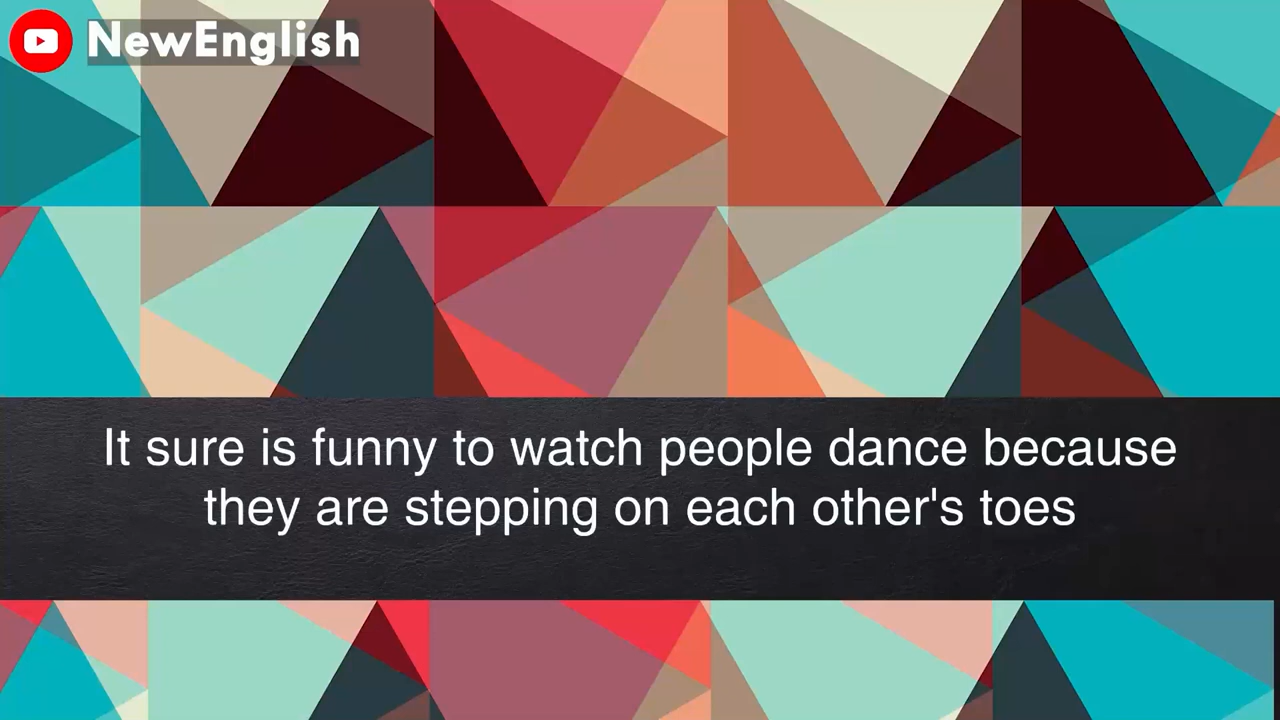 NewEnglish
It sure is funny to watch people dance because
they are stepping on each other's toes